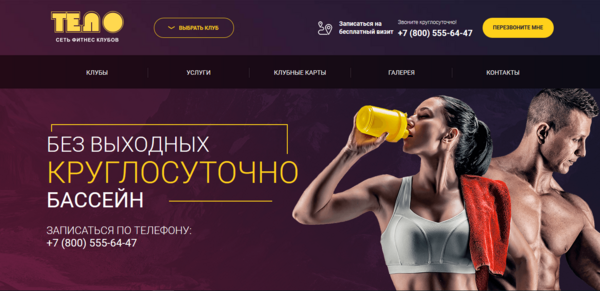 ТЕЛО
СЕТЬ ФИТНЕС КЛУБОВ
ВЫБРАТЬ КЛУБ
Записаться на
бесплатный визит
Звоните круглосуточно!
+7 (800) 555-64-47
ПЕРЕЗВОНИТЕ МНЕ
КЛУБЫ
УСЛУГИ
КЛУБНЫЕ КАРТЫ
ГАЛЕРЕЯ
КОНТАКТЫ
БЕЗ ВЫХОДНЫХ
КРУГЛОСУТОЧНО
БАССЕЙН
ЗАПИСАТЬСЯ ПО ТЕЛЕФОНУ:
+7 (800) 555-64-47